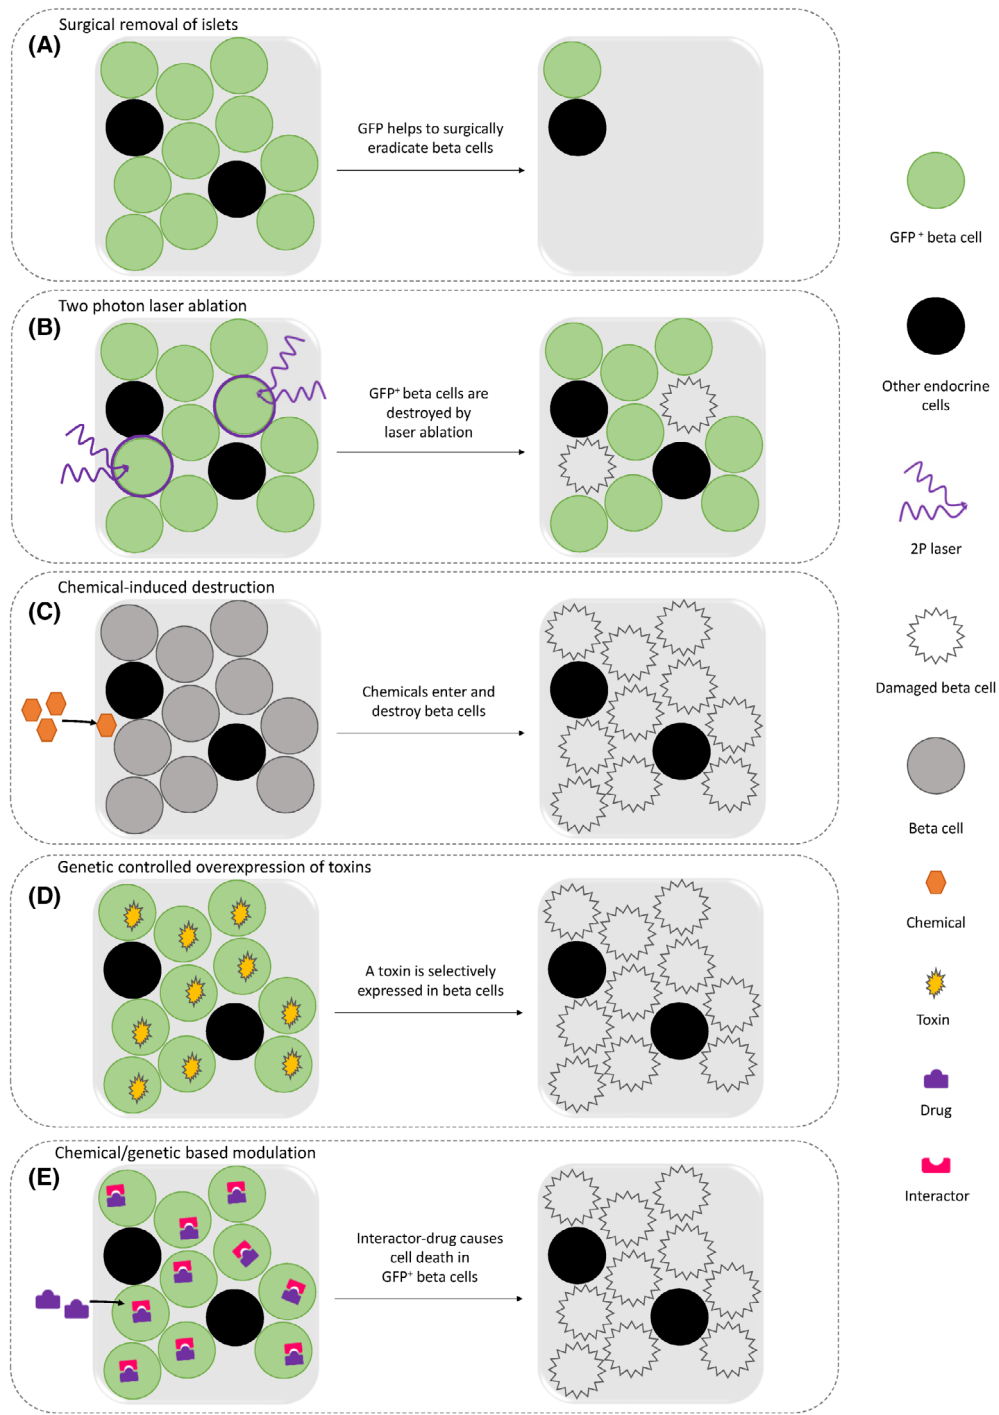 Surgical removal of islets
(A)
GFP helps to surgically
eradicate beta cells
Two photon laser ablation
(B)
GFP+ beta cells are
destroyed by
laser ablation
Chemical-induced destruction
(C)
Chemicals enter and
destroy beta cells
Genetic controlled overexpression of toxins
(D)
A toxin is selectively
expressed in beta cells
Chemical/genetic based modulation
(E)
Interactor-drug causes
cell death in
GFP+ beta cells
GFP + beta cell
Other endocrine
cells
2P laser
Damaged beta cell
Beta cell
Chemical
Toxin
Drug
Interactor